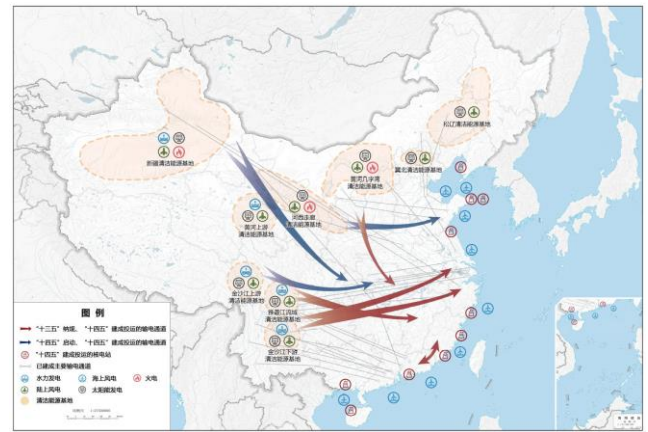 松辽清洁能源基地
新疆清洁能源基地
冀北清洁能源基地
黄河几字湾
清洁能源基地
河西走廊
清洁能源基地
黄河上游
清洁能源基地
金沙江上游
清洁能源基地
雅砻江流域
清洁能源基地
金沙江下游
清洁能源基地
图 例
“十三五”结转、“十四五”建成投运的输电通道
“十四五”启动、“十四五”建成投运的输电通道
“十四五”建成投运的核电站
已建成主要输电通道
水力发电 海上风电 火电
陆上风电 太阳能发电
清洁能源基地